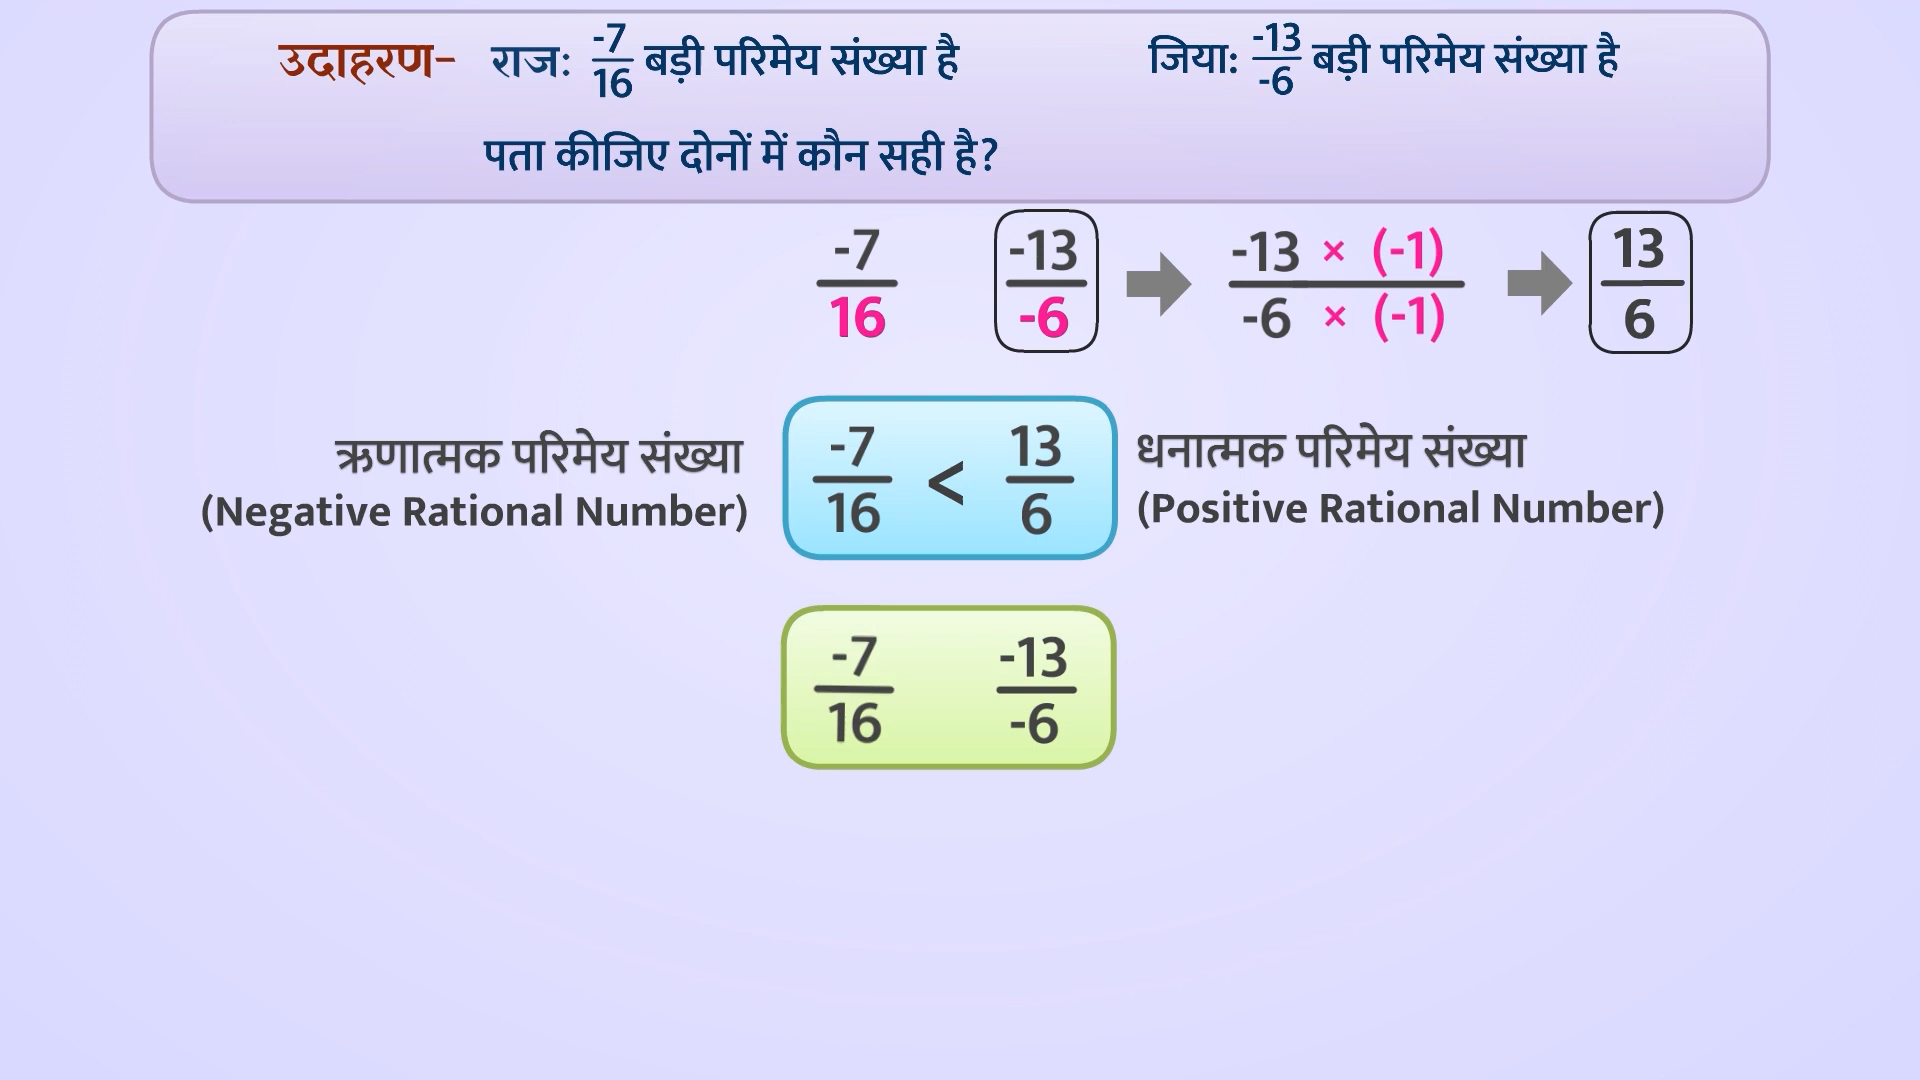 उदाहरण– राज: -7/16 बड़ी परिमेय संख्या है जिया: -13/-6 बड़ी परिमेय संख्या है
पता कीजिए दोनों में कौन सही है?
-7/16 -13/-6 -13 × (-1)/-6 × (-1) 13/6
ऋणात्मक परिमेय संख्या
(Negative Rational Number)
-7/16 < 13/6
धनात्मक परिमेय संख्या
(Positive Rational Number)
-7/16 -13/-6